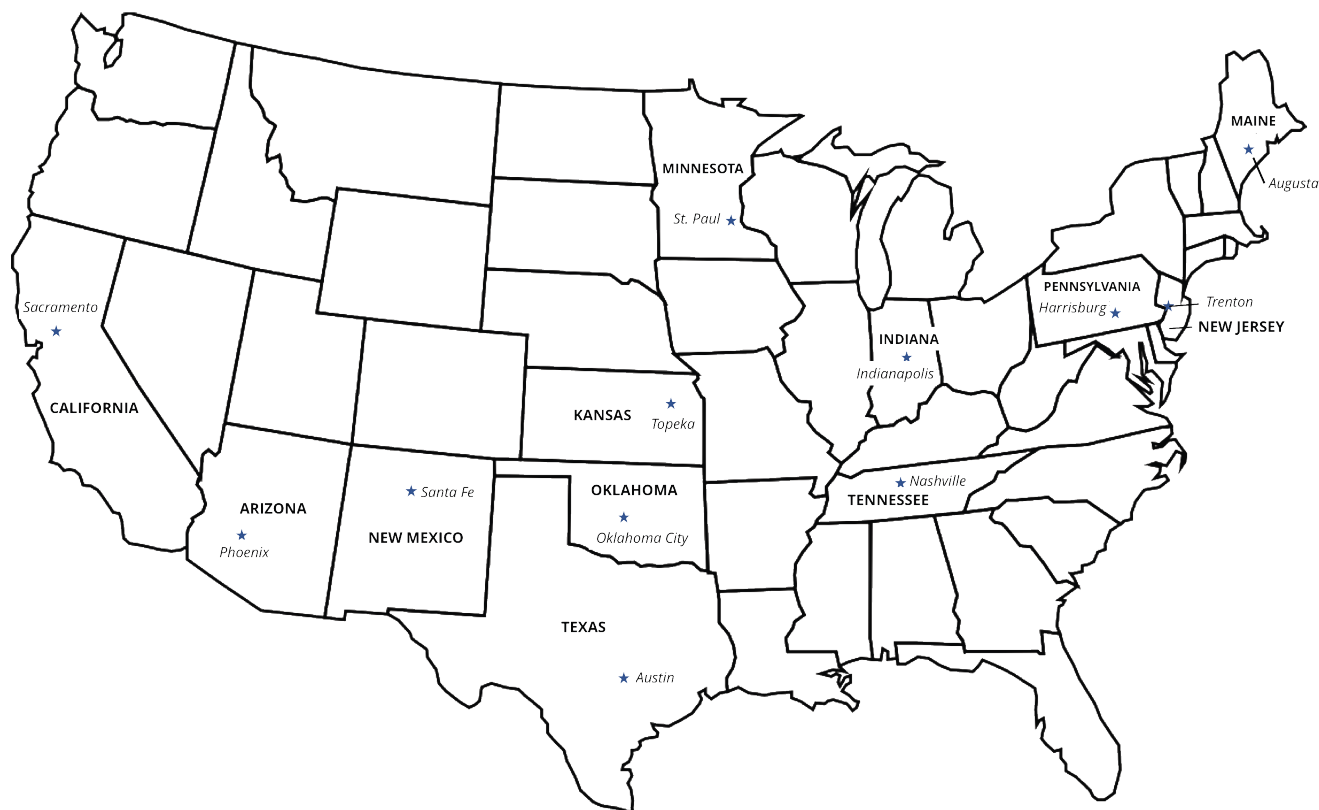 MAINE
Augusta
MINNESOTA
St. Paul
PENNSYLVANIA
Harrisburg
Trenton
NEW JERSEY
Sacramento
CALIFORNIA
INDIANA
Indianapolis
KANSAS
Topeka
Nashville
TENNESSEE
OKLAHOMA
Oklahoma City
Santa Fe
NEW MEXICO
ARIZONA
Phoenix
TEXAS
Austin